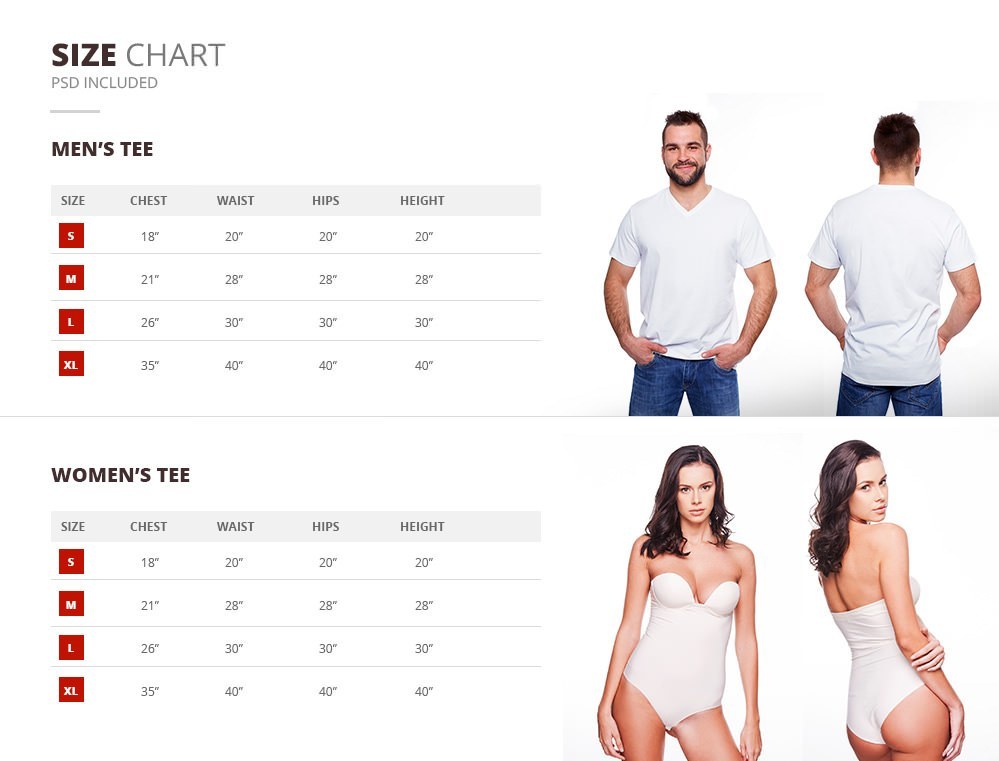 SIZE CHART
PSD INCLUDED
MEN’S TEE
SIZE CHEST WAIST HIPS HEIGHT
S 18” 20” 20” 20”
M 21” 28” 28” 28”
L 26” 30” 30” 30”
XL 35” 40” 40” 40”
WOMEN’S TEE
SIZE CHEST WAIST HIPS HEIGHT
S 18” 20” 20” 20”
M 21” 28” 28” 28”
L 26” 30” 30” 30”
XL 35” 40” 40” 40”